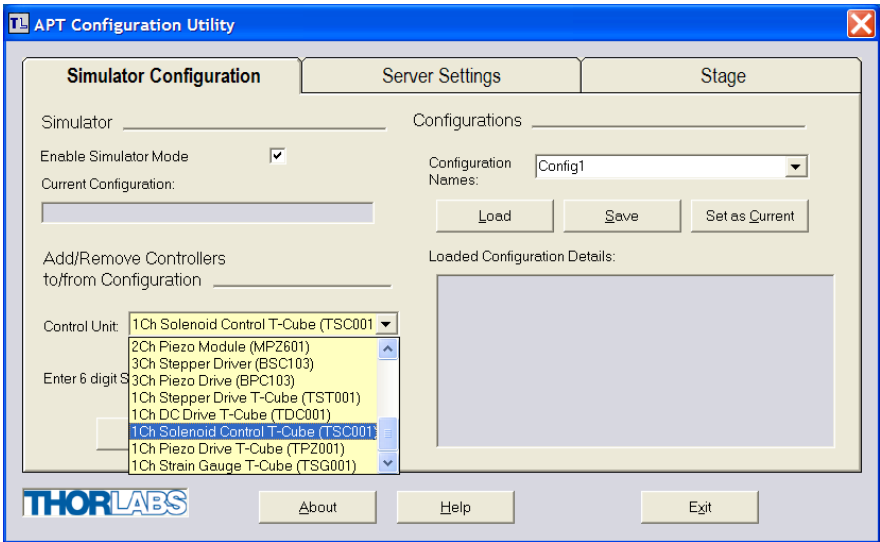 APT Configuration Utility
Simulator Configuration
Server Settings
Stage
Simulator
Enable Simulator Mode
Current Configuration:
Add/Remove Controllers
to/from Configuration
Control Unit:
1Ch Solenoid Control T-Cube (TSC001
2Ch Piezo Module (MPZ601)
3Ch Stepper Driver (BSC103)
3Ch Piezo Drive (BPC103)
1Ch Stepper Drive T-Cube (TST001)
1Ch DC Drive T-Cube (TDC001)
1Ch Solenoid Control T-Cube (TSC001)
1Ch Piezo Drive T-Cube (TPZ001)
1Ch Strain Gauge T-Cube (TSG001)
Enter 6 digit S
Configurations
Configuration
Names:
Config1
Load
Save
Set as Current
Loaded Configuration Details:
THORLABS
About
Help
Exit